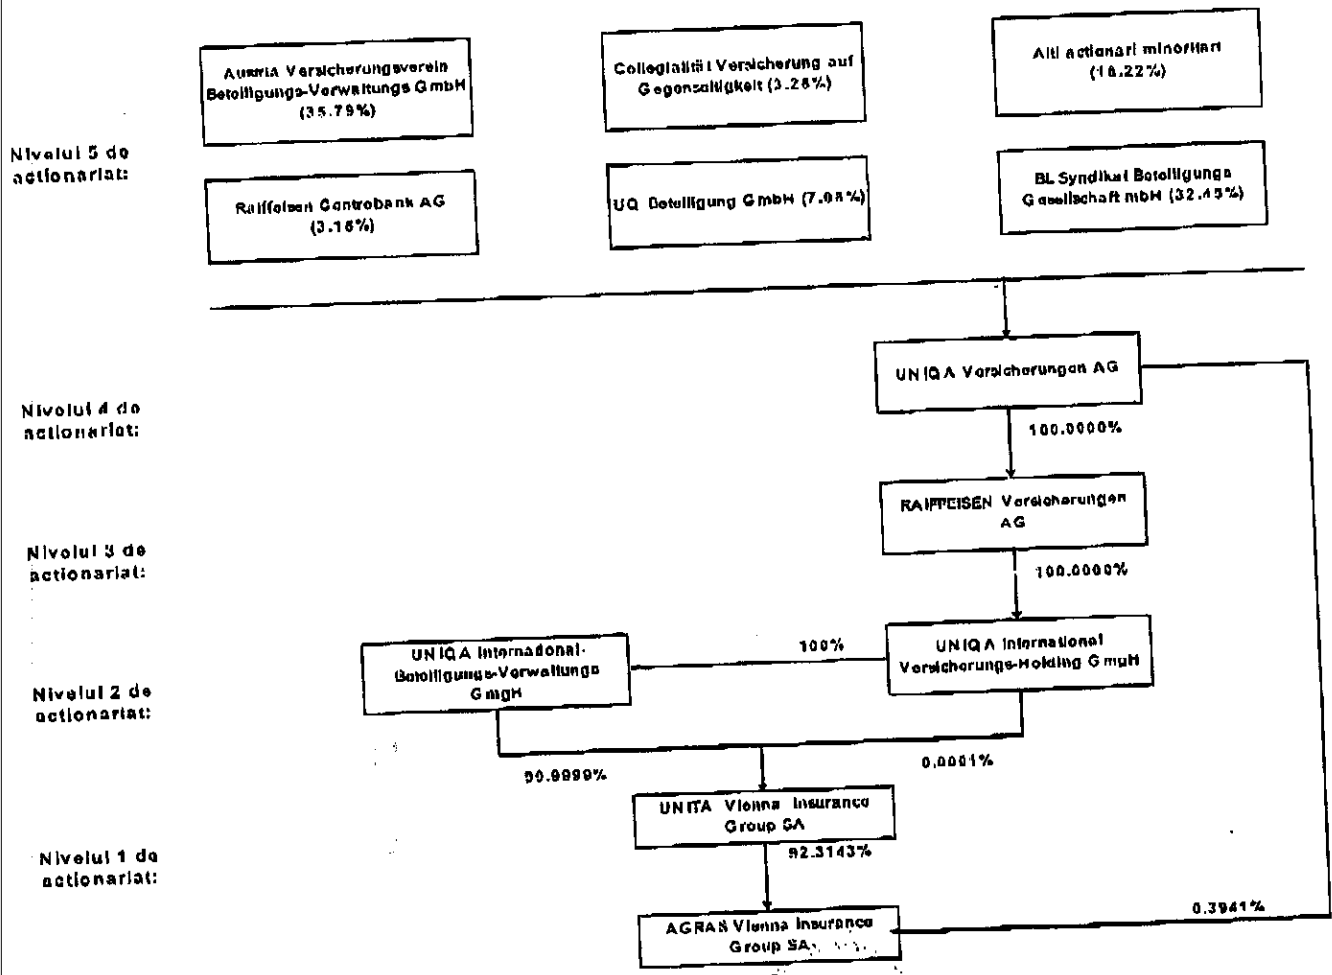 Austria Versicherungsverein
Beteiligungs-Verwaltungs GmbH
(35.79%)
Collegialität Versicherung auf
Gegenseitigkeit (3.28%)
Alti actionari minoritari
(18.22%)
Nivelul 5 de
actionariat:
Raiffeisen Centrobank AG
(3.16%)
UQ Beteiligung GmbH (7.08%)
BL Syndikat Beteiligungs
Gesellschaft mbH (32.45%)
UNIQA Versicherungen AG
Nivelul 4 de
actionariat:
100.0000%
RAIFFEISEN Versicherungen
AG
Nivelul 3 de
actionariat:
100.0000%
UNIQA International-
Beteiligungs-Verwaltungs
GmgH
100%
UNIQA International
Versicherungs-Holding GmgH
Nivelul 2 de
actionariat:
99.9999%
0.0001%
UNITA Vienna Insurance
Group SA
92.3143%
Nivelul 1 de
actionariat:
AGRAS Vienna Insurance
Group SA
0.3941%